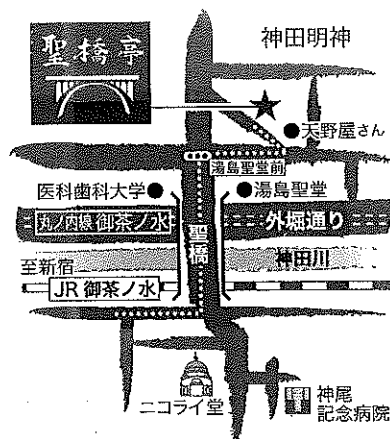 聖橋亭
神田明神
天野屋さん
湯島聖堂前
医科歯科大学
湯島聖堂
丸ノ内線 御茶ノ水
外堀通り
聖橋
神田川
至新宿
JR 御茶ノ水
ニコライ堂
神尾
記念病院